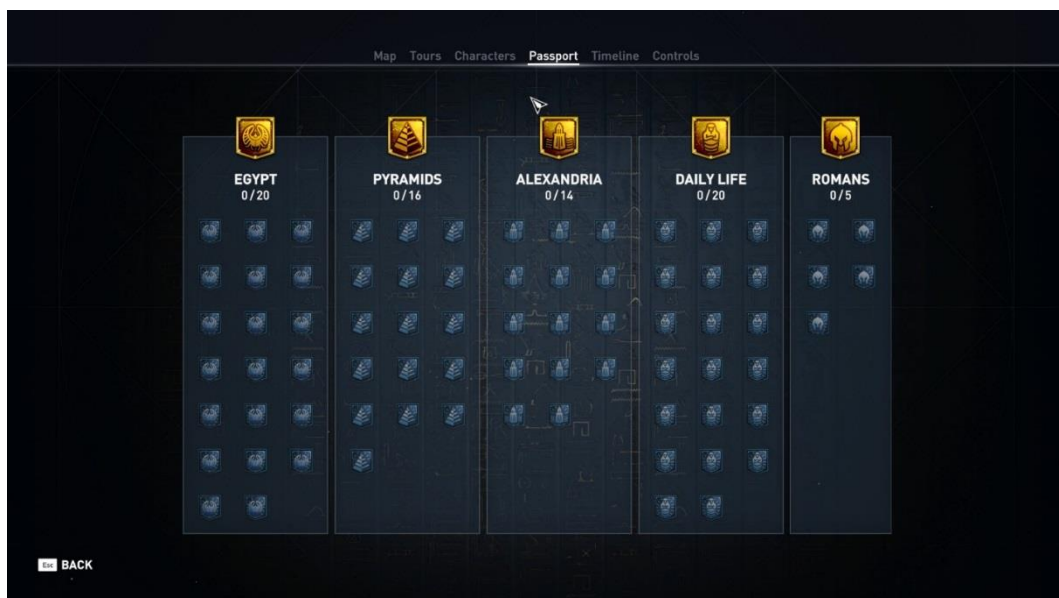 Map Tours Characters Passport Timeline Controls
EGYPT
0/20
PYRAMIDS
0/16
ALEXANDRIA
0/14
DAILY LIFE
0/20
ROMANS
0/5
Esc BACK